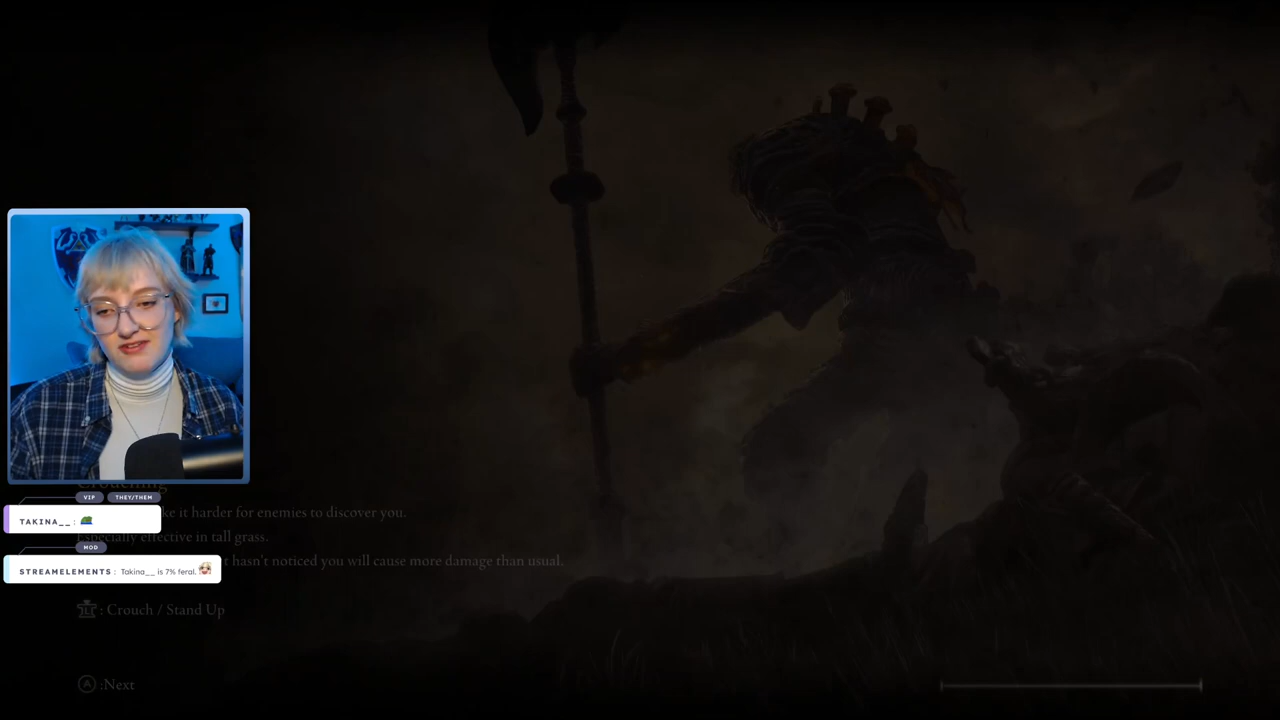 Crouching
VIP THEY/THEM
ke it harder for enemies to discover you.
TAKINA__ :
Especially effective in tall grass.
MOD
t hasn't noticed you will cause more damage than usual.
STREAMELEMENTS : Takina__ is 7% feral.
: Crouch / Stand Up
A :Next